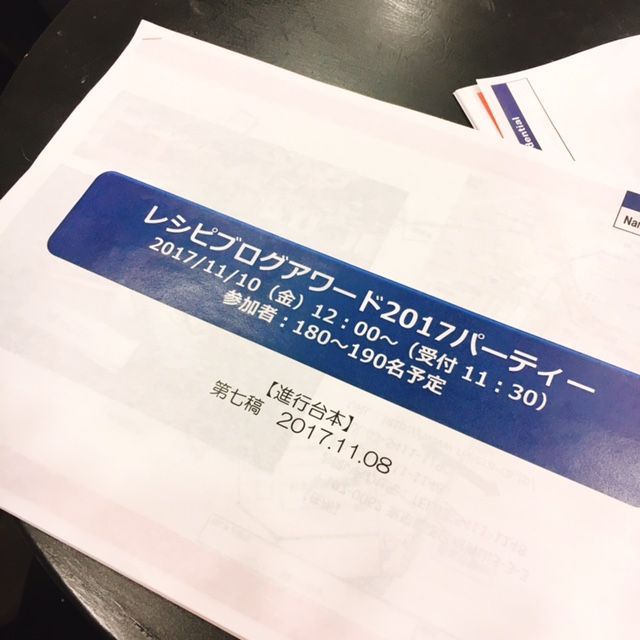 レシピブログアワード2017パーティー
2017/11/10（金）12：00～（受付 11：30）
参加者：180～190名予定
【進行台本】
第七稿　2017.11.08